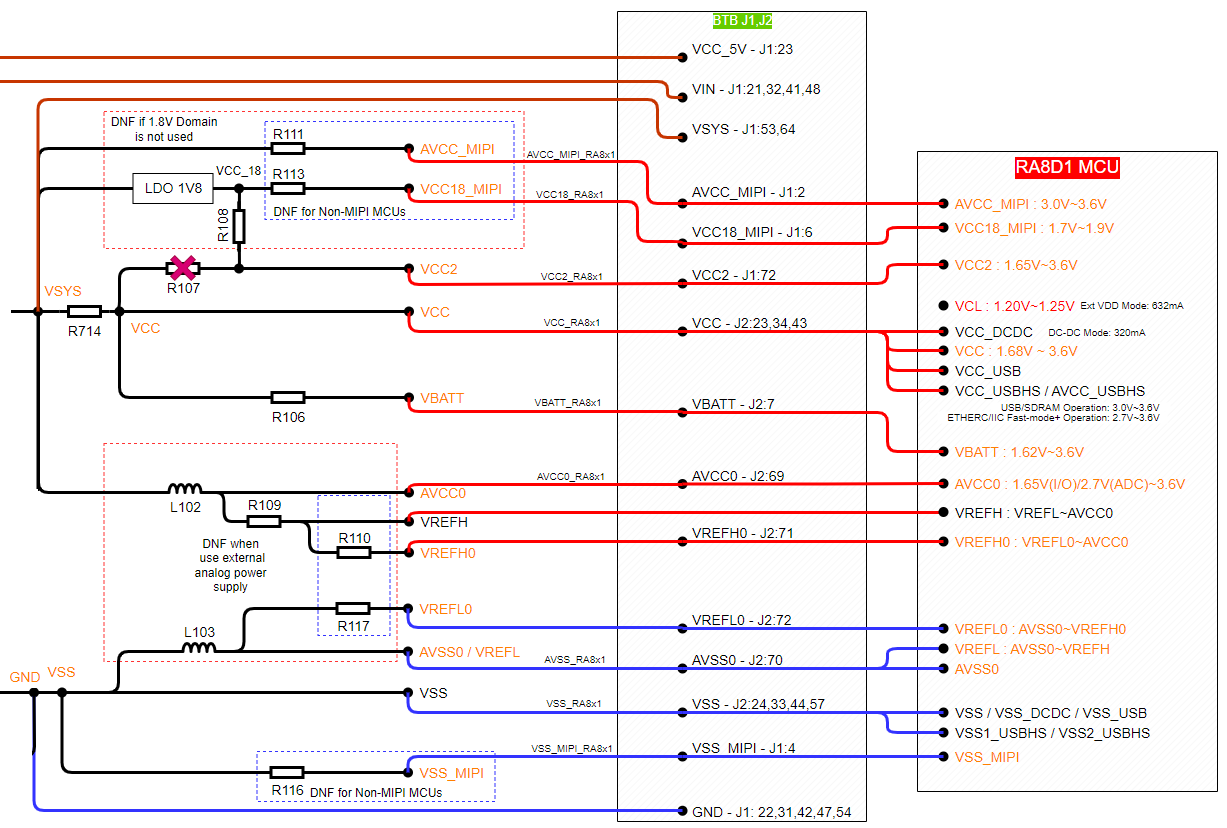 BTB J1,J2
VCC_5V - J1:23
VIN - J1:21,32,41,48
VSYS - J1:53,64
DNF if 1.8V Domain
is not used
R111
AVCC_MIPI
AVCC_MIPI_RA8x1
RA8D1 MCU
LDO 1V8
VCC_18
R113
VCC18_MIPI
VCC18_RA8x1
AVCC_MIPI - J1:2
AVCC_MIPI : 3.0V~3.6V
DNF for Non-MIPI MCUs
R108
VCC18_MIPI - J1:6
VCC18_MIPI : 1.7V~1.9V
R107
VCC2
VCC2_RA8x1
VCC2 - J1:72
VCC2 : 1.65V~3.6V
VSYS
R714
VCC
VCC
VCC_RA8x1
VCC - J2:23,34,43
VCL : 1.20V~1.25V Ext VDD Mode: 632mA
VCC_DCDC DC-DC Mode: 320mA
VCC : 1.68V ~ 3.6V
VCC_USB
VCC_USBHS / AVCC_USBHS
USB/SDRAM Operation: 3.0V~3.6V
ETHERC/IIC Fast-mode+ Operation: 2.7V~3.6V
R106
VBATT
VBATT_RA8x1
VBATT - J2:7
VBATT : 1.62V~3.6V
L102
AVCC0
AVCC0_RA8x1
AVCC0 - J2:69
AVCC0 : 1.65V(I/O)/2.7V(ADC)~3.6V
R109
VREFH
VREFH : VREFL~AVCC0
DNF when
use external
analog power
supply
R110
VREFH0
VREFH0 - J2:71
VREFH0 : VREFL0~AVCC0
R117
VREFL0
VREFL0 - J2:72
VREFL0 : AVSS0~VREFH0
L103
AVSS0 / VREFL
AVSS_RA8x1
AVSS0 - J2:70
VREFL : AVSS0~VREFH
AVSS0
GND
VSS
VSS
VSS_RA8x1
VSS - J2:24,33,44,57
VSS / VSS_DCDC / VSS_USB
VSS1_USBHS / VSS2_USBHS
R116
DNF for Non-MIPI MCUs
VSS_MIPI
VSS_MIPI_RA8x1
VSS_MIPI - J1:4
VSS_MIPI
GND - J1: 22,31,42,47,54